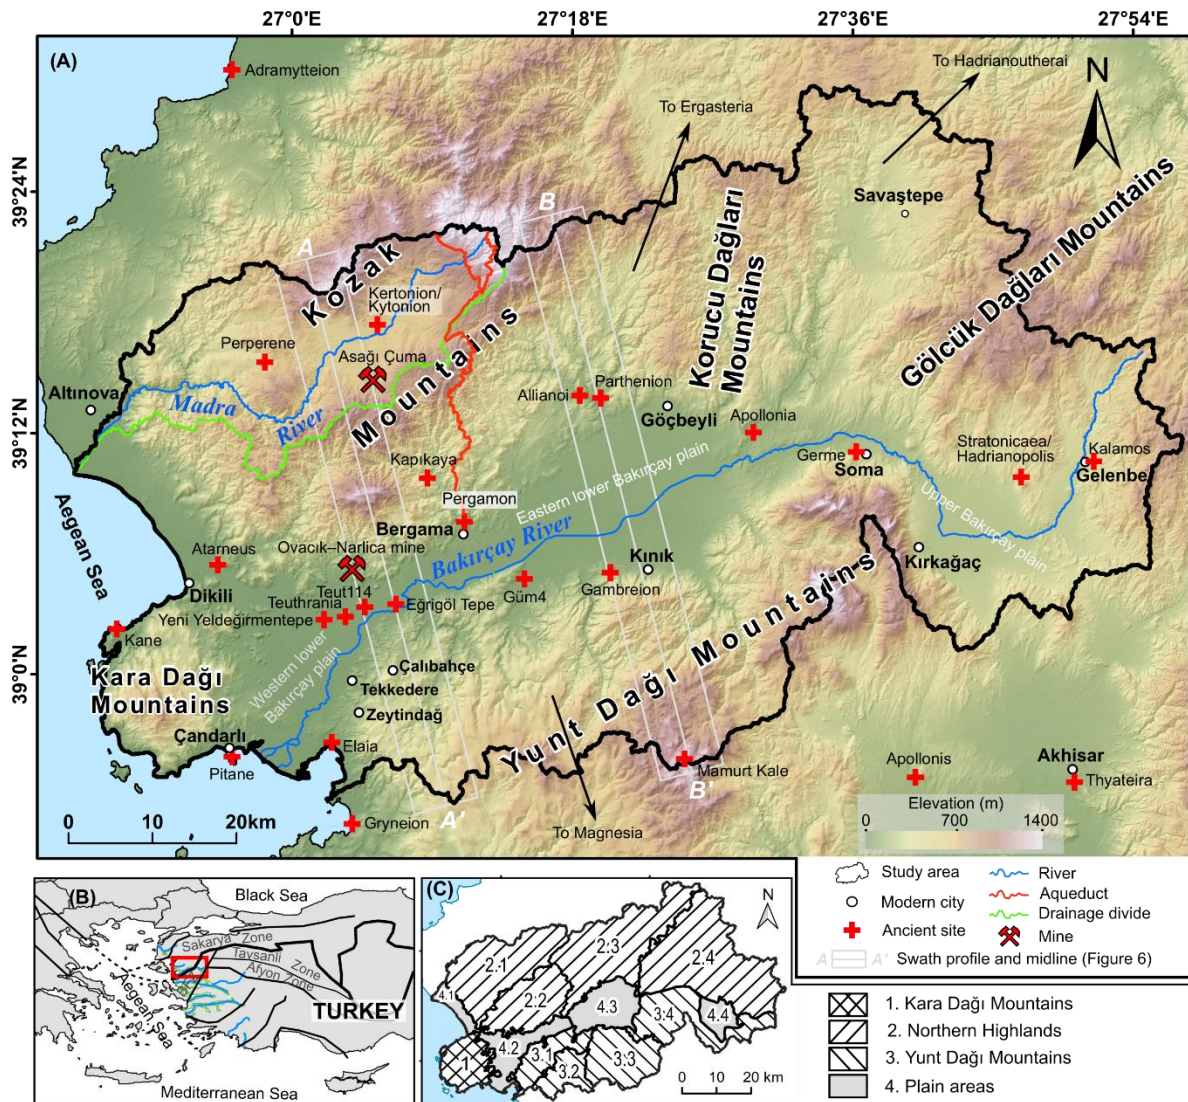 27°0'E
27°18'E
27°36'E
27°54'E
(A)
Adramytteion
To Hadrianoutherai
To Ergasteria
N
39°24'N
Savaştepe
B
A
Kozak
Mountains
Korucu Dağları
Mountains
Gölcük Dağları Mountains
Kertonion/
Kytonion
Perperene
Asağı Çuma
Altınova
Madra
River
Allianoi
Parthenion
Göçbeyli
Apollonia
39°12'N
Kapıkaya
Pergamon
Bergama
Eastern lower Bakırçay plain
Germe
Soma
Stratonicaea/
Hadrianopolis
Kalamos
Gelenbe
Upper Bakırçay plain
Aegean Sea
Atarneus
Ovacık–Narlica mine
Bakırçay River
Kınık
Kırkağaç
Dikili
Teut114
Teuthrania
Yeni Yeldeğirmentepe
Eğrigöl Tepe
Güm4
Gambreion
Kane
39°0'N
Kara Dağı
Mountains
Western lower
Bakırçay plain
Çalıbahçe
Tekkedere
Zeytindağ
Yunt Dağı Mountains
Çandarlı
Pitane
Elaia
Mamurt Kale
B'
A'
Apollonis
Akhisar
Thyateira
Gryneion
To Magnesia
0 10 20km
Elevation (m)
0 700 1400
Study area
River
Modern city
Aqueduct
Drainage divide
Ancient site
Mine
A A' Swath profile and midline (Figure 6)
(B)
Black Sea
Sakarya Zone
Tavsanli Zone
Afyon Zone
Aegean Sea
TURKEY
Mediterranean Sea
(C)
N
2.1
2.2
2.3
2.4
4.1
4.2
4.3
4.4
1
3.1
3.2
3.3
3.4
0 10 20 km
1. Kara Dağı Mountains
2. Northern Highlands
3. Yunt Dağı Mountains
4. Plain areas